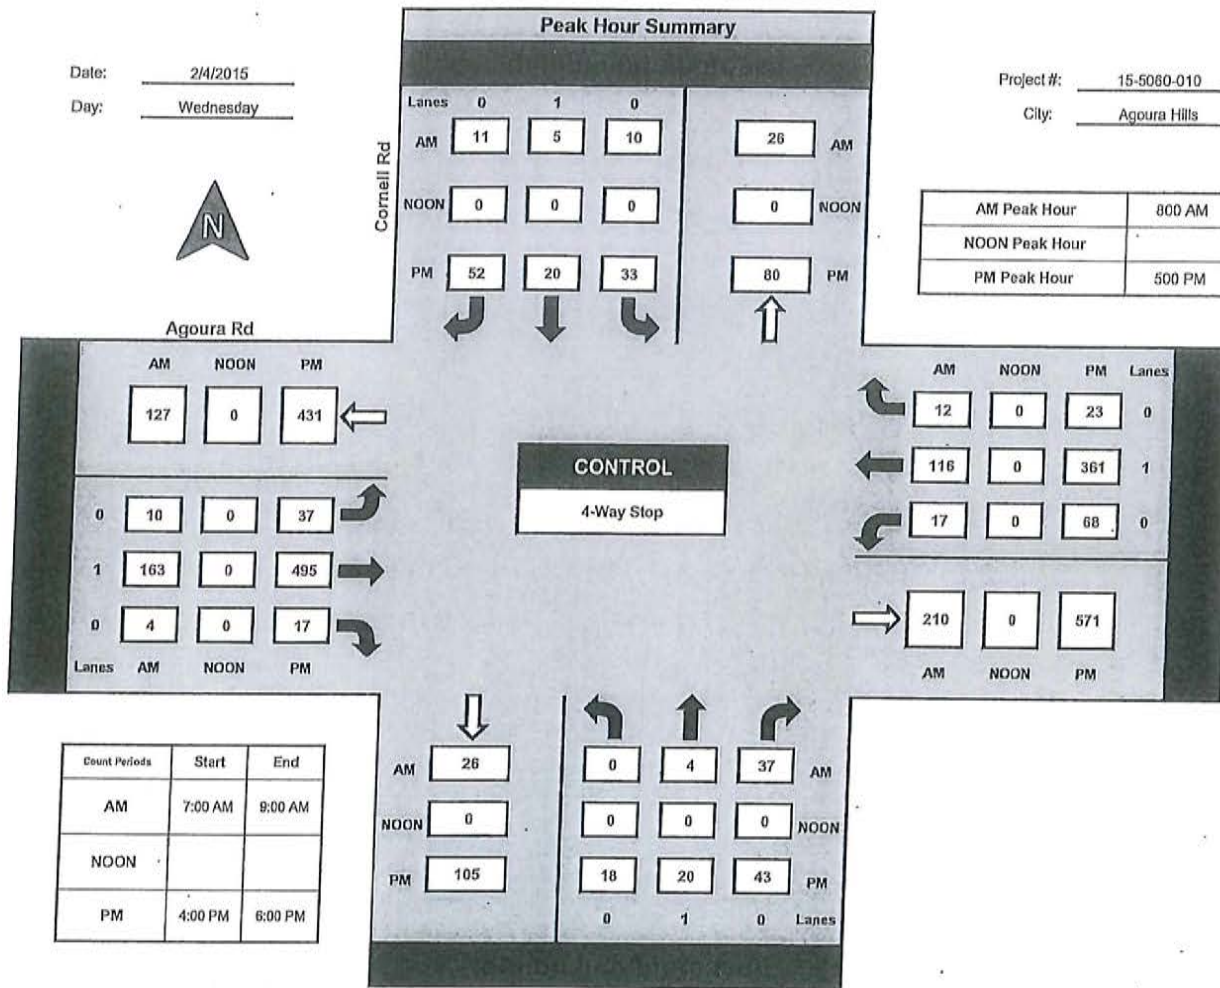 Peak Hour Summary
Date: 2/4/2015
Day: Wednesday
Project #: 15-5060-010
City: Agoura Hills
N
Cornell Rd
Lanes 0 1 0
AM 11 5 10 26 AM
NOON 0 0 0 0 NOON
PM 52 20 33 80 PM
AM Peak Hour 800 AM
NOON Peak Hour
PM Peak Hour 500 PM
Agoura Rd
AM NOON PM
127 0 431
0 10 0 37
1 163 0 495
0 4 0 17
Lanes AM NOON PM
CONTROL
4-Way Stop
AM NOON PM Lanes
12 0 23 0
116 0 361 1
17 0 68 0
210 0 571
AM NOON PM
Count Periods Start End
AM 7:00 AM 9:00 AM
NOON
PM 4:00 PM 6:00 PM
AM 26 0 4 37 AM
NOON 0 0 0 0 NOON
PM 105 18 20 43 PM
0 1 0 Lanes